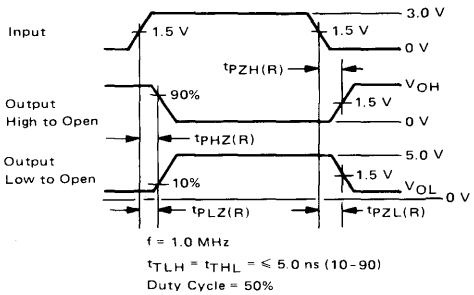 3.0 V
Input
1.5 V
1.5 V
0 V
tPZH(R)
VOH
90%
Output
High to Open
1.5 V
0 V
tPHZ(R)
Output
Low to Open
5.0 V
10%
1.5 V
VOL
0 V
tPLZ(R)
tPZL(R)
f = 1.0 MHz
tTLH = tTHL = ≤ 5.0 ns (10-90)
Duty Cycle = 50%